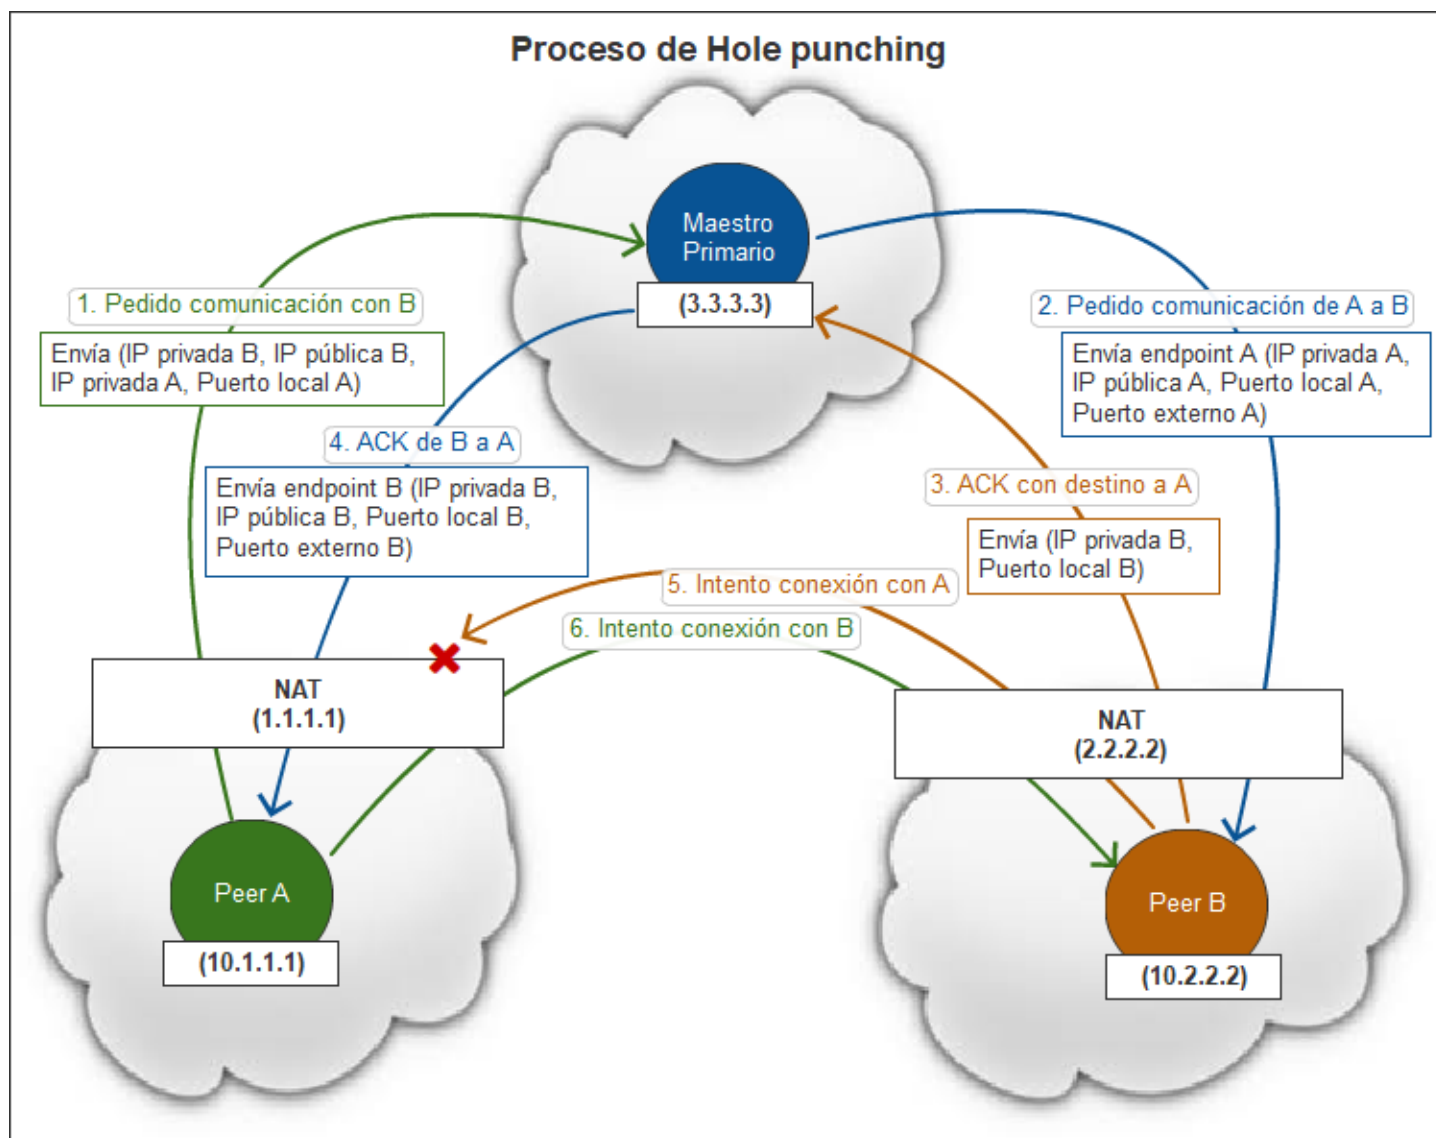 Proceso de Hole punching
Maestro
Primario
(3.3.3.3)
1. Pedido comunicación con B
Envía (IP privada B, IP pública B,
IP privada A, Puerto local A)
2. Pedido comunicación de A a B
Envía endpoint A (IP privada A,
IP pública A, Puerto local A,
Puerto externo A)
4. ACK de B a A
Envía endpoint B (IP privada B,
IP pública B, Puerto local B,
Puerto externo B)
3. ACK con destino a A
Envía (IP privada B,
Puerto local B)
5. Intento conexión con A
6. Intento conexión con B
NAT
(1.1.1.1)
NAT
(2.2.2.2)
Peer A
(10.1.1.1)
Peer B
(10.2.2.2)